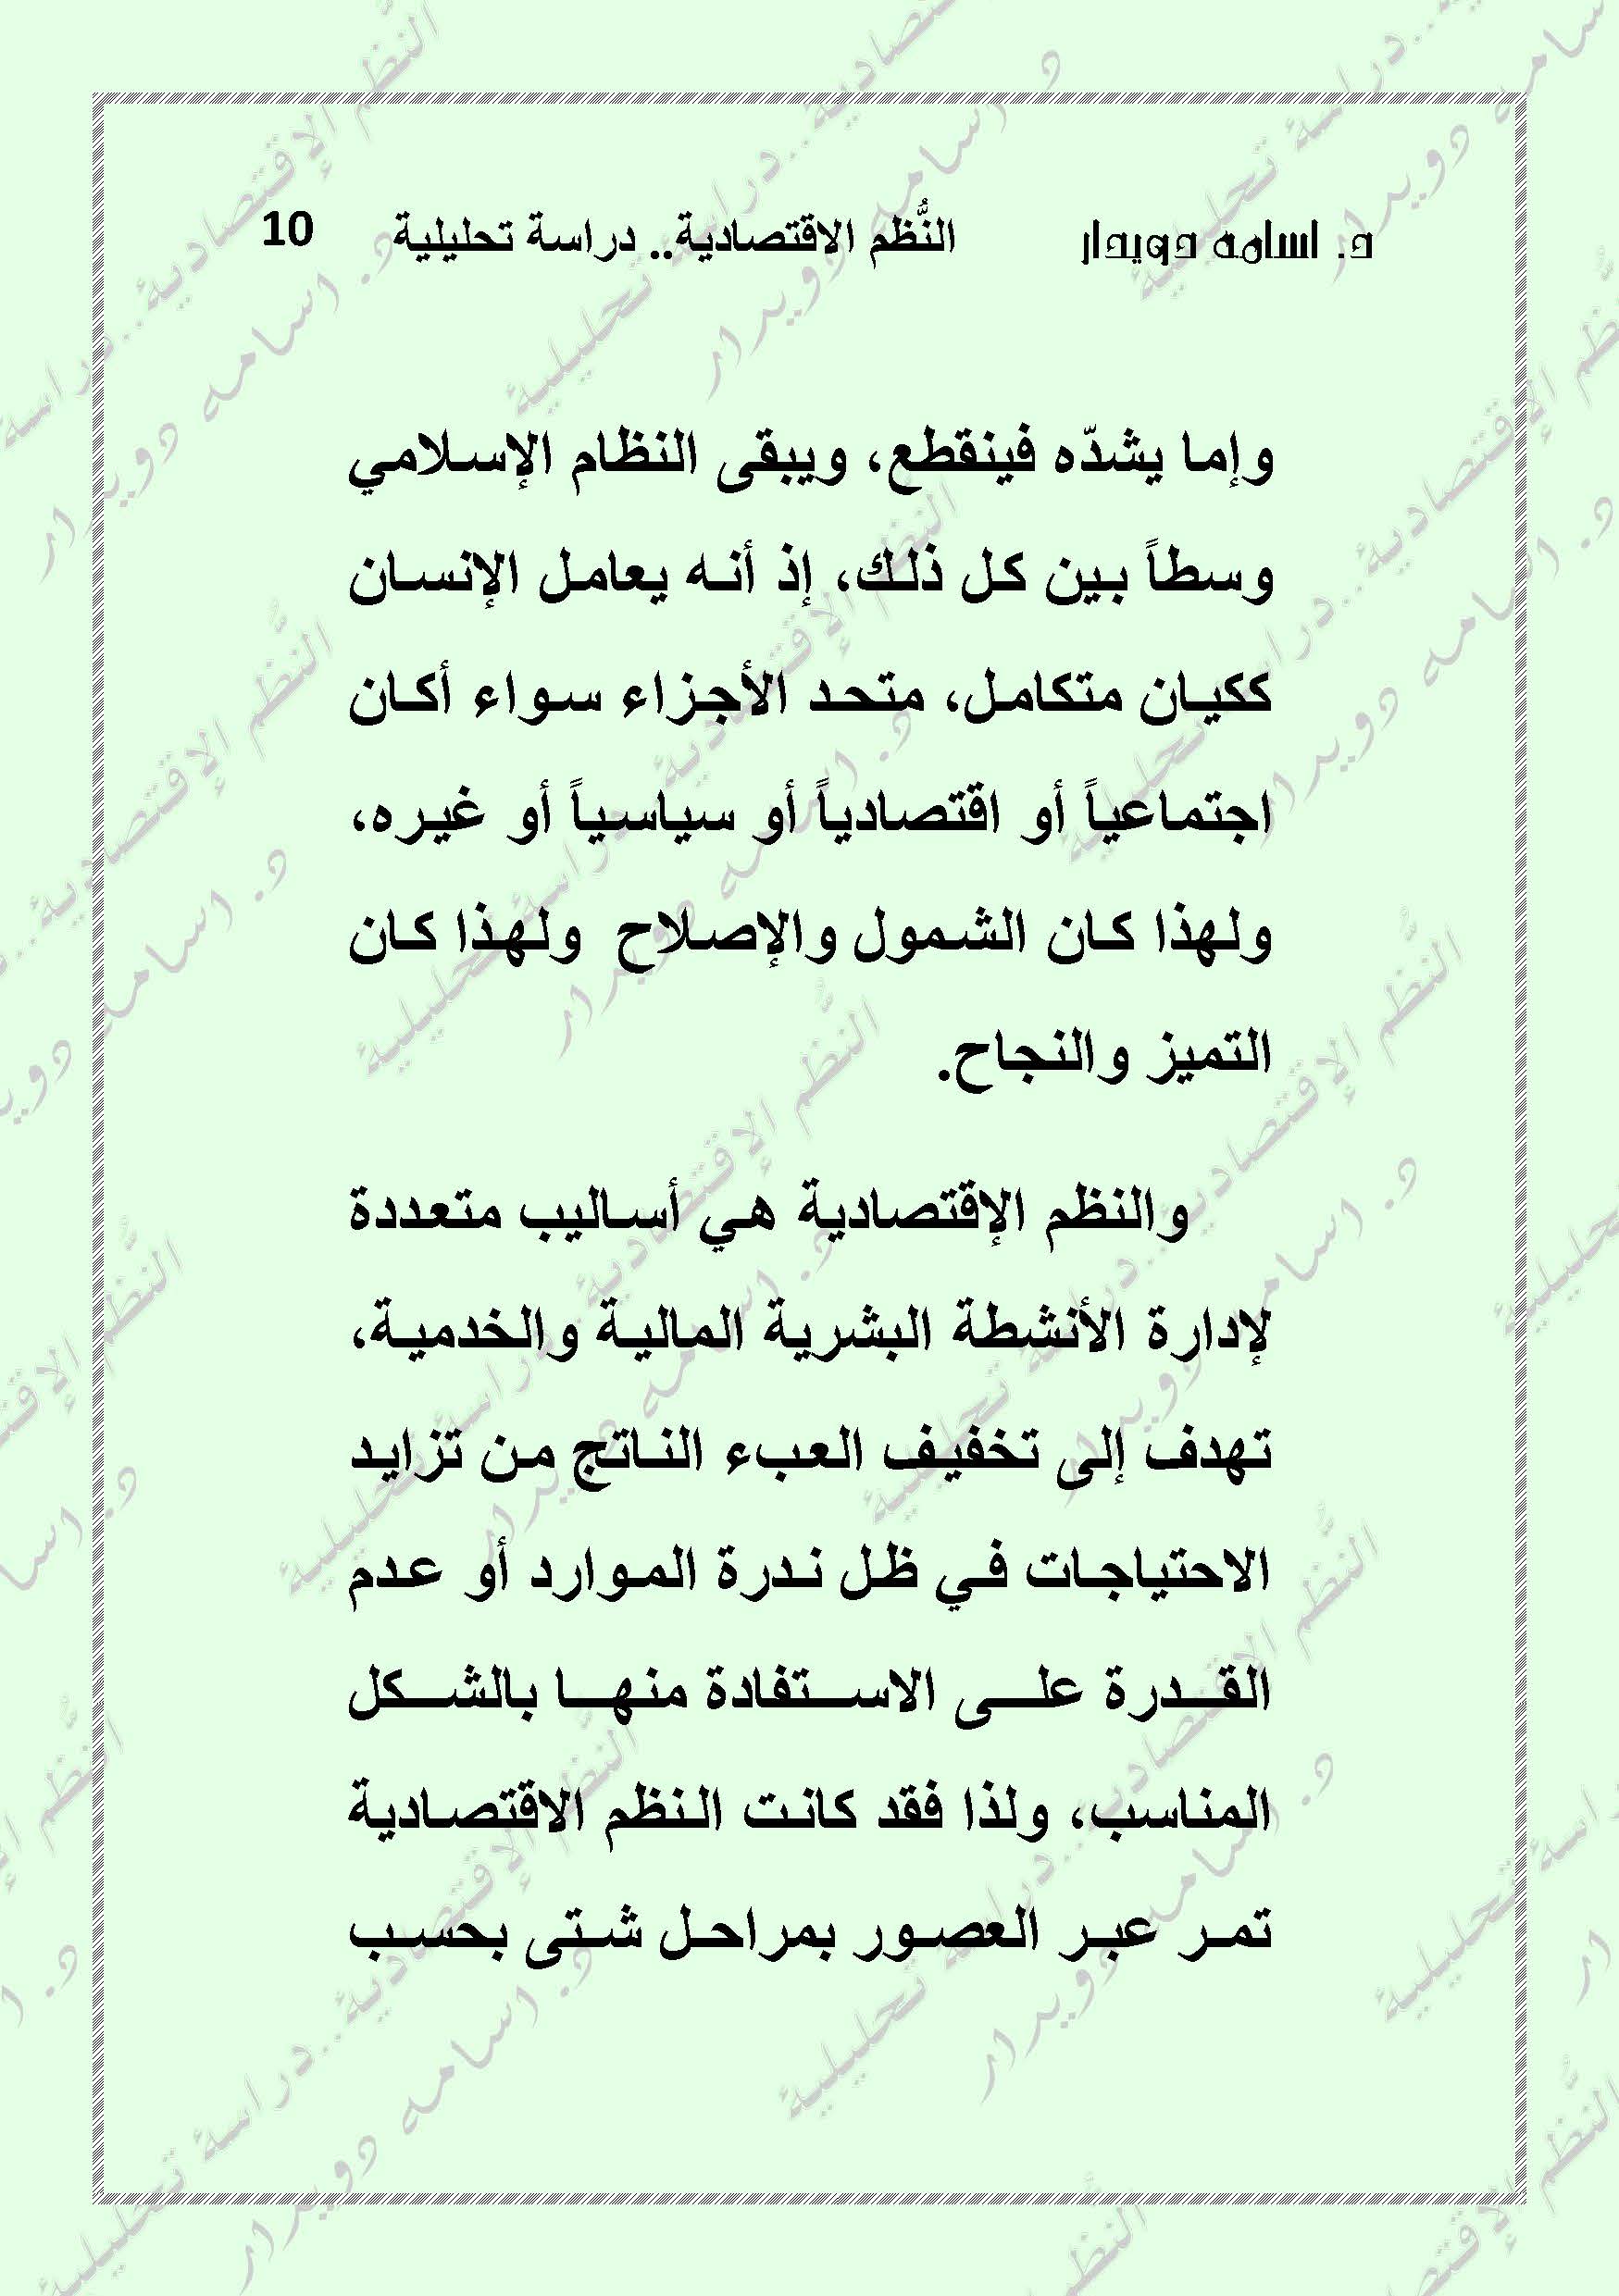 د. اسامه دويدار النُّظم الاقتصادية.. دراسة تحليلية 10
وإما يشدّه فينقطع، ويبقى النظام الإسلامي
وسطاً بين كل ذلك، إذ أنه يعامل الإنسان
ككيان متكامل، متحد الأجزاء سواء أكان
اجتماعياً أو اقتصادياً أو سياسياً أو غيره،
ولهذا كان الشمول والإصلاح ولهذا كان
التميز والنجاح.
والنظم الإقتصادية هي أساليب متعددة
لإدارة الأنشطة البشرية المالية والخدمية،
تهدف إلى تخفيف العبء الناتج من تزايد
الاحتياجات في ظل ندرة الموارد أو عدم
القدرة على الاستفادة منها بالشكل
المناسب، ولذا فقد كانت النظم الاقتصادية
تمر عبر العصور بمراحل شتى بحسب